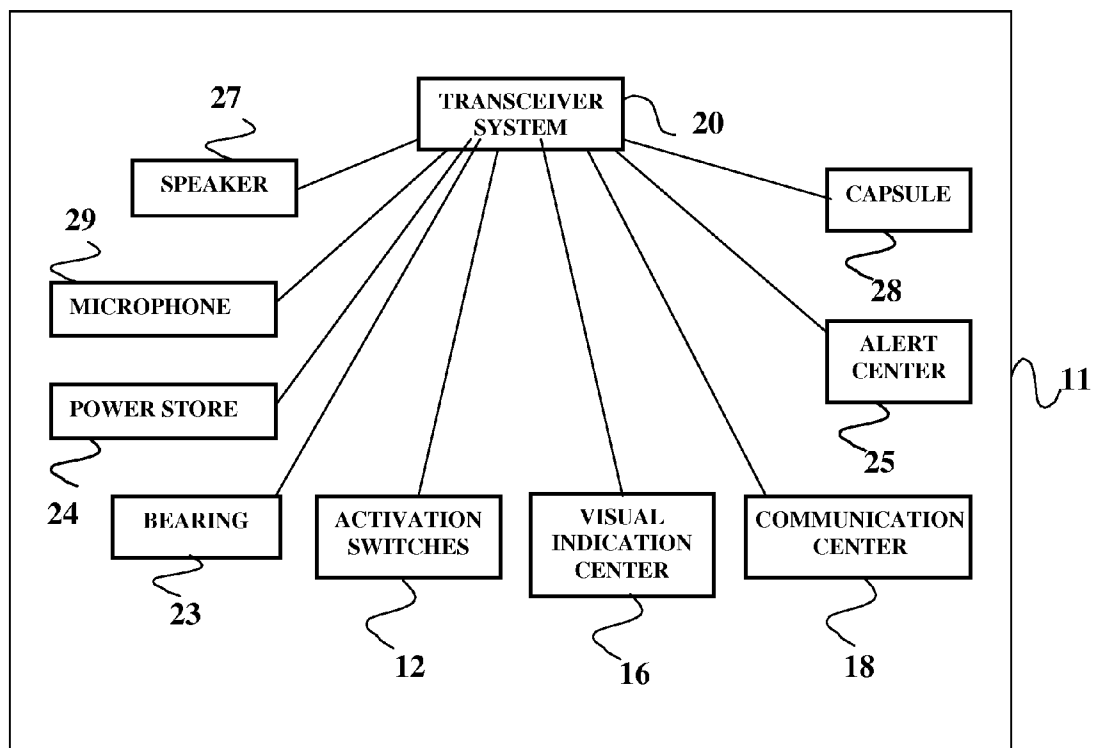 27
TRANSCEIVER
SYSTEM
20
SPEAKER
CAPSULE
29
28
MICROPHONE
ALERT
CENTER
11
POWER STORE
25
24
BEARING
23
ACTIVATION
SWITCHES
12
VISUAL
INDICATION
CENTER
16
COMMUNICATION
CENTER
18